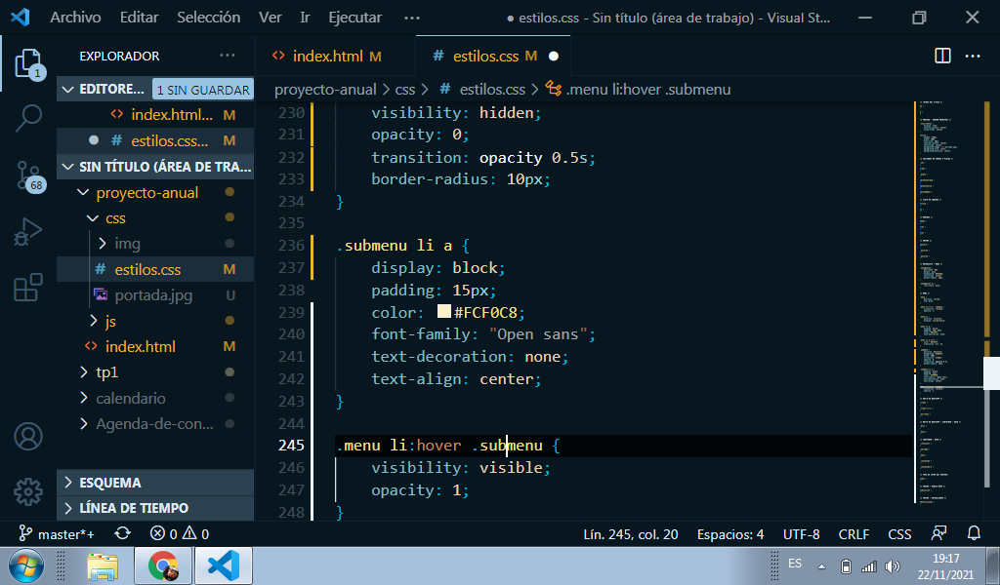 Archivo Editar Selección Ver Ir Ejecutar ··· ● estilos.css - Sin título (área de trabajo) - Visual St...
EXPLORADOR ···
<> index.html M
# estilos.css M ●
EDITORE... 1 SIN GUARDAR
<> index.html... M
● # estilos.css... M
SIN TÍTULO (ÁREA DE TRA...
proyecto-anual
css
img
# estilos.css M
portada.jpg U
js
<> index.html M
tp1
calendario
Agenda-de-con...
ESQUEMA
LÍNEA DE TIEMPO
1
68
proyecto-anual > css > # estilos.css > .menu li:hover .submenu
230 visibility: hidden;
231 opacity: 0;
232 transition: opacity 0.5s;
233 border-radius: 10px;
234 }
235
236 .submenu li a {
237 display: block;
238 padding: 15px;
239 color: #FCF0C8;
240 font-family: "Open sans";
241 text-decoration: none;
242 text-align: center;
243 }
244
245 .menu li:hover .submenu {
246 visibility: visible;
247 opacity: 1;
248 }
master*+ 0 0 Lín. 245, col. 20 Espacios: 4 UTF-8 CRLF CSS
ES 19:17
22/11/2021